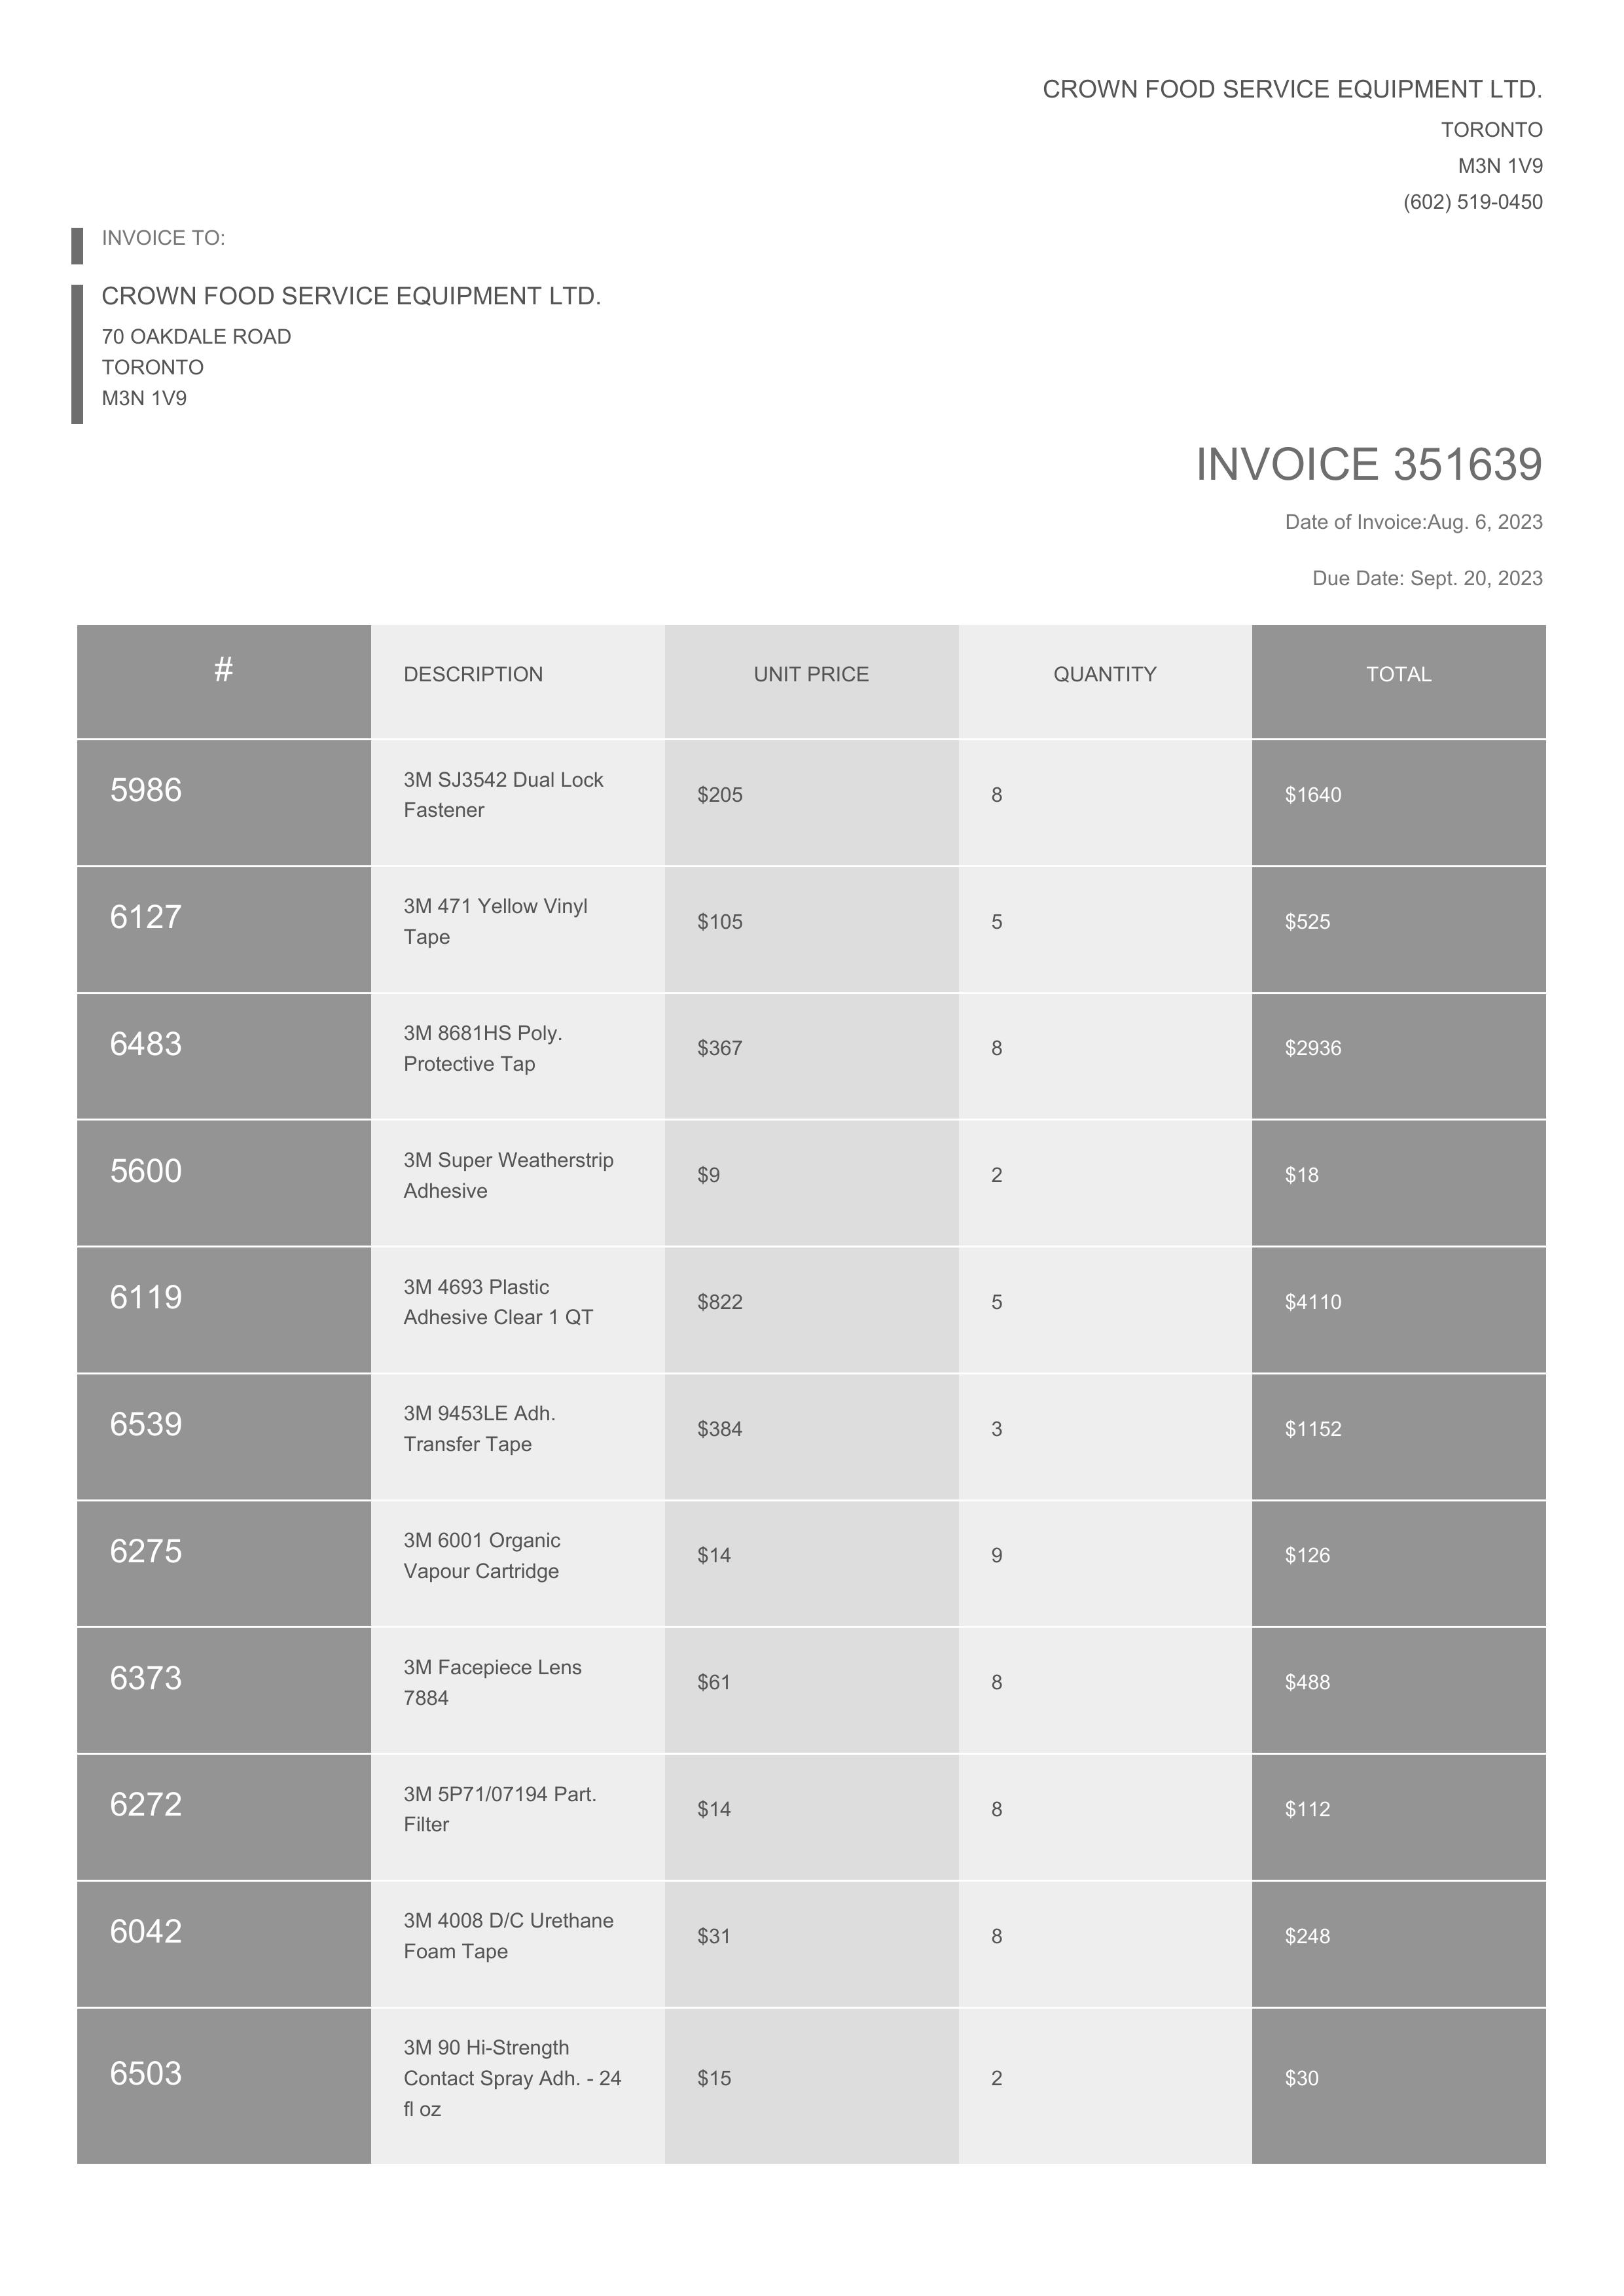 CROWN FOOD SERVICE EQUIPMENT LTD.
TORONTO
M3N 1V9
(602) 519-0450
INVOICE TO:
CROWN FOOD SERVICE EQUIPMENT LTD.
70 OAKDALE ROAD
TORONTO
M3N 1V9
INVOICE 351639
Date of Invoice:Aug. 6, 2023
Due Date: Sept. 20, 2023
# DESCRIPTION UNIT PRICE QUANTITY TOTAL
5986 3M SJ3542 Dual Lock $205 8 $1640
Fastener
6127 3M 471 Yellow Vinyl $105 5 $525
Tape
6483 3M 8681HS Poly. $367 8 $2936
Protective Tap
5600 3M Super Weatherstrip $9 2 $18
Adhesive
6119 3M 4693 Plastic $822 5 $4110
Adhesive Clear 1 QT
6539 3M 9453LE Adh. $384 3 $1152
Transfer Tape
6275 3M 6001 Organic $14 9 $126
Vapour Cartridge
6373 3M Facepiece Lens $61 8 $488
7884
6272 3M 5P71/07194 Part. $14 8 $112
Filter
6042 3M 4008 D/C Urethane $31 8 $248
Foam Tape
3M 90 Hi-Strength
6503 Contact Spray Adh. - 24 $15 2 $30
fl oz